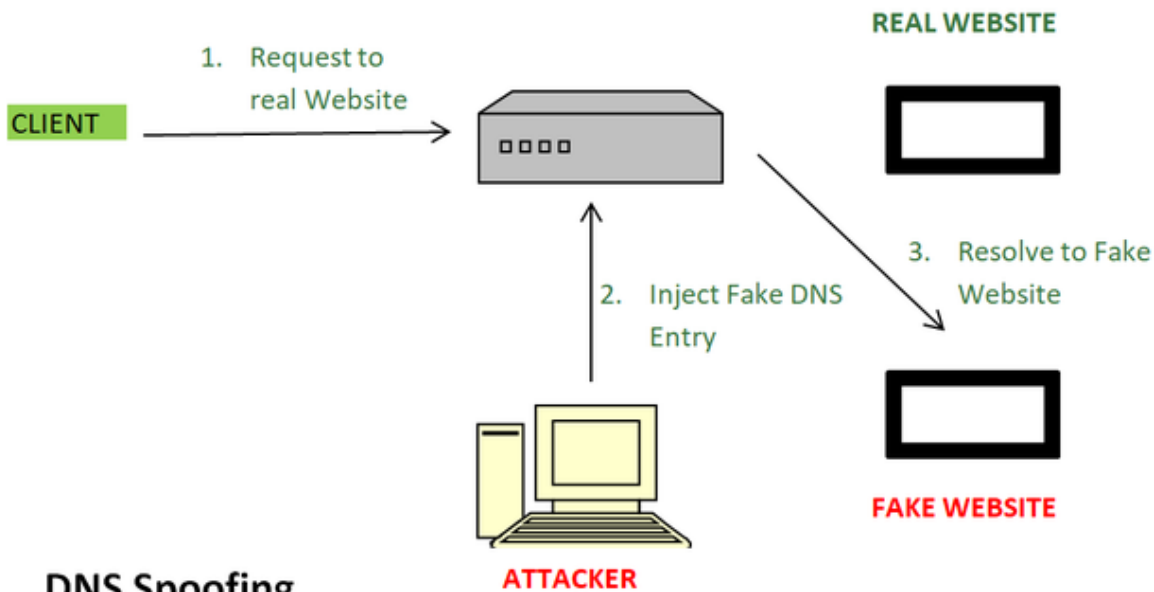 REAL WEBSITE
1. Request to
real Website
CLIENT
3. Resolve to Fake
Website
2. Inject Fake DNS
Entry
FAKE WEBSITE
ATTACKER
DNS Spoofing